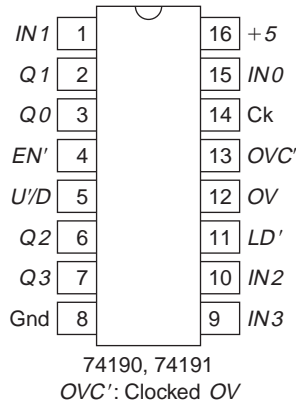 IN1 1 16 +5
Q1 2 15 IN0
Q0 3 14 Ck
EN' 4 13 OVC'
U'/D 5 12 OV
Q2 6 11 LD'
Q3 7 10 IN2
Gnd 8 9 IN3
74190, 74191
OVC': Clocked OV